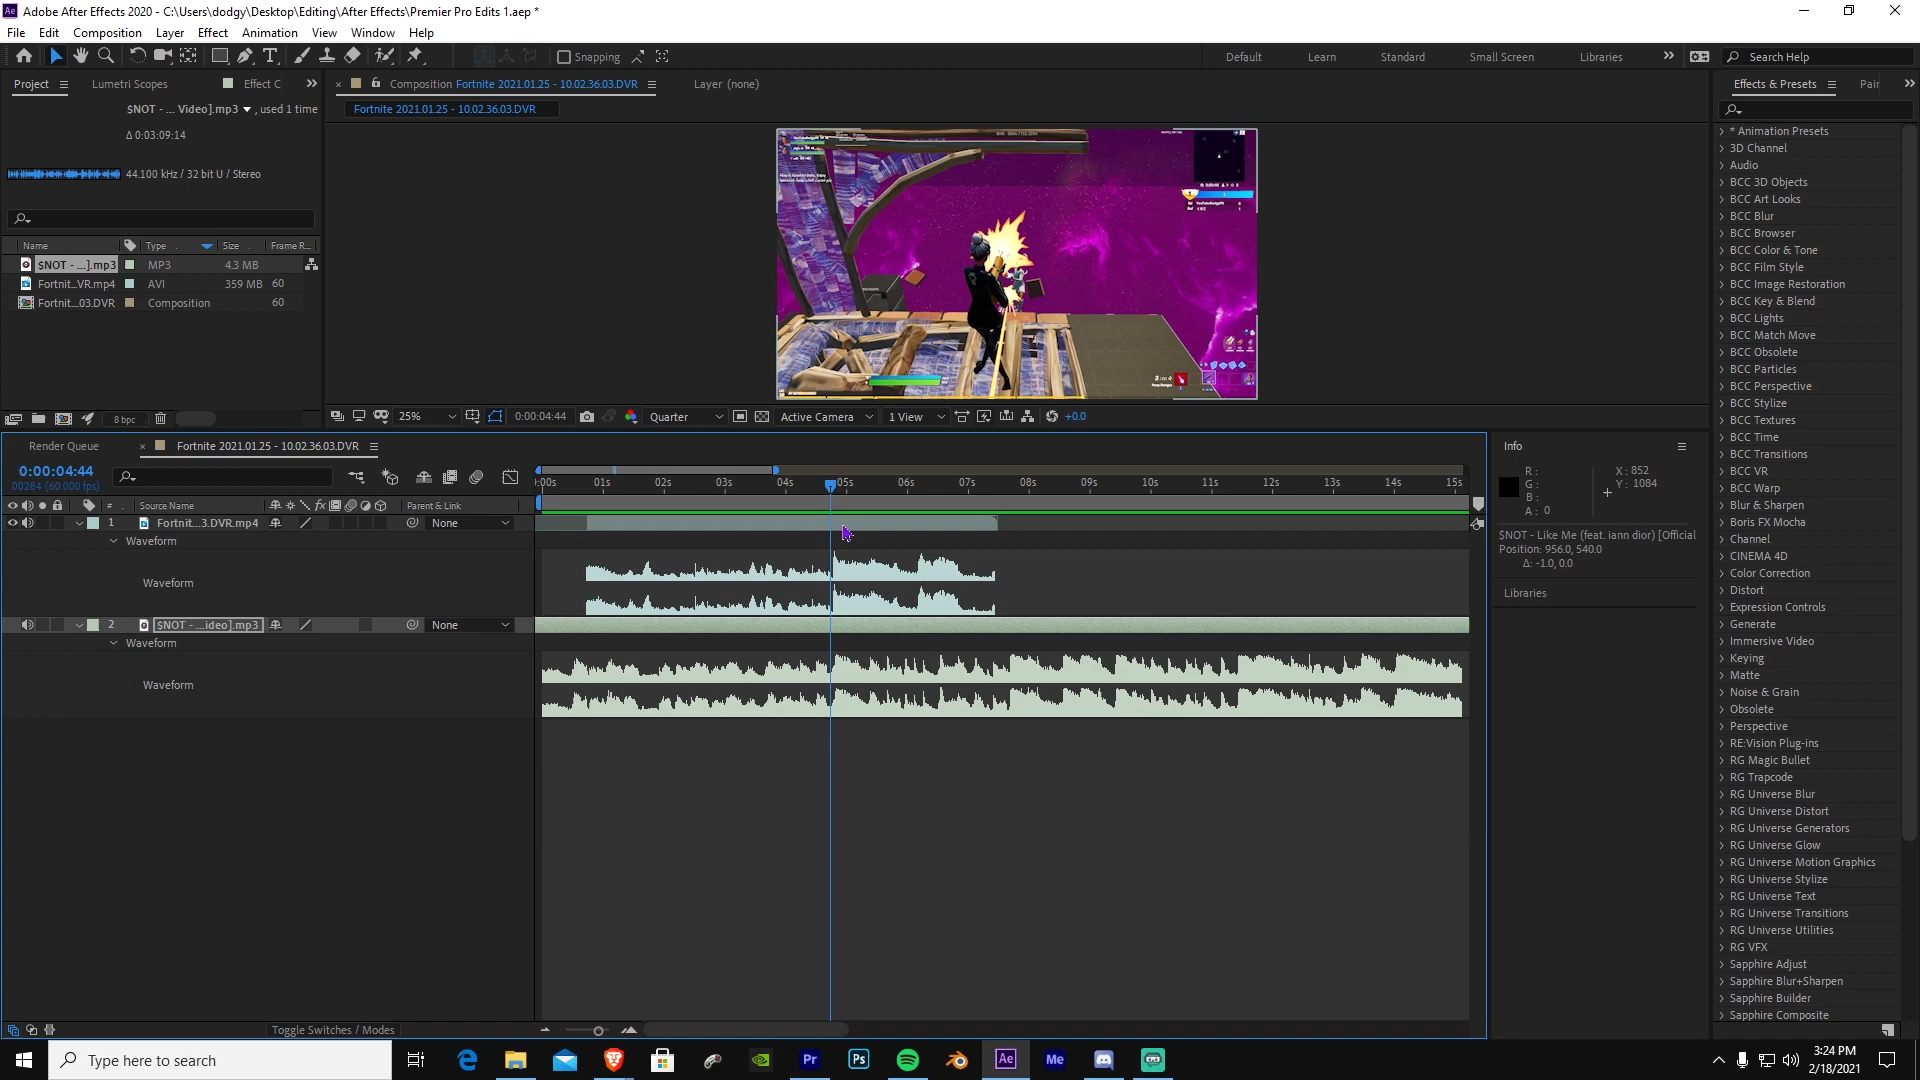 Adobe After Effects 2020 - C:\Users\dodgy\Desktop\Editing\After Effects\Premier Pro Edits 1.aep *
File Edit Composition Layer Effect Animation View Window Help
Snapping
Default Learn Standard Small Screen Libraries
Search Help
Project Lumetri Scopes Effect C
$NOT - ... Video].mp3 , used 1 time
Δ 0:03:09:14
44.100 kHz / 32 bit U / Stereo
Name Type Size Frame R...
$NOT - ...].mp3 MP3 4.3 MB
Fortnit...VR.mp4 AVI 359 MB 60
Fortnit....03.DVR Composition 60
8 bpc
Composition Fortnite 2021.01.25 - 10.02.36.03.DVR
Layer (none)
Fortnite 2021.01.25 - 10.02.36.03.DVR
25% 0:00:04:44 Quarter Active Camera 1 View +0.0
Effects & Presets Pair
* Animation Presets
3D Channel
Audio
BCC 3D Objects
BCC Art Looks
BCC Blur
BCC Browser
BCC Color & Tone
BCC Film Style
BCC Image Restoration
BCC Key & Blend
BCC Lights
BCC Match Move
BCC Obsolete
BCC Particles
BCC Perspective
BCC Stylize
BCC Textures
BCC Time
BCC Transitions
BCC VR
BCC Warp
Blur & Sharpen
Boris FX Mocha
Channel
CINEMA 4D
Color Correction
Distort
Expression Controls
Generate
Immersive Video
Keying
Matte
Noise & Grain
Obsolete
Perspective
RE:Vision Plug-ins
RG Magic Bullet
RG Trapcode
RG Universe Blur
RG Universe Distort
RG Universe Generators
RG Universe Glow
RG Universe Motion Graphics
RG Universe Stylize
RG Universe Text
RG Universe Transitions
RG Universe Utilities
RG VFX
Sapphire Adjust
Sapphire Blur+Sharpen
Sapphire Builder
Sapphire Composite
Render Queue Fortnite 2021.01.25 - 10.02.36.03.DVR
0:00:04:44
00284 (60.000 fps)
:00s 01s 02s 03s 04s 05s 06s 07s 08s 09s 10s 11s 12s 13s 14s 15s
# Source Name fx Parent & Link
1 Fortnit...3.DVR.mp4 None
Waveform
Waveform
2 $NOT - ...ideo].mp3 None
Waveform
Waveform
Toggle Switches / Modes
Info
R :
G :
B :
A : 0
X : 852
Y : 1084
$NOT - Like Me (feat. iann dior) [Official
Position: 956.0, 540.0
Δ: -1.0, 0.0
Libraries
Type here to search
Pr Ps Ae Me
3:24 PM
2/18/2021